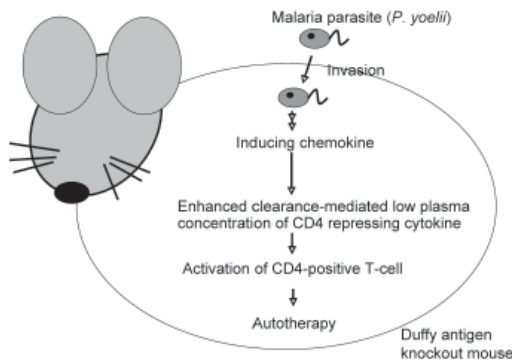 Malaria parasite (P. yoelii)
Invasion
Inducing chemokine
Enhanced clearance-mediated low plasma
concentration of CD4 repressing cytokine
Activation of CD4-positive T-cell
Autotherapy
Duffy antigen
knockout mouse